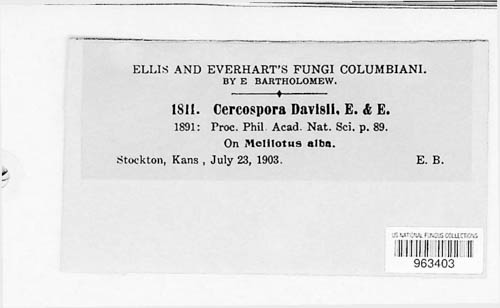 ELLIS AND EVERHART'S FUNGI COLUMBIANI.
BY E BARTHOLOMEW.
1811. Cercospora Davisii, E. & E.
1891: Proc. Phil. Acad. Nat. Sci. p. 89.
On Melilotus alba.
Stockton, Kans , July 23, 1903. E. B.
US NATIONAL FUNGUS COLLECTIONS
963403